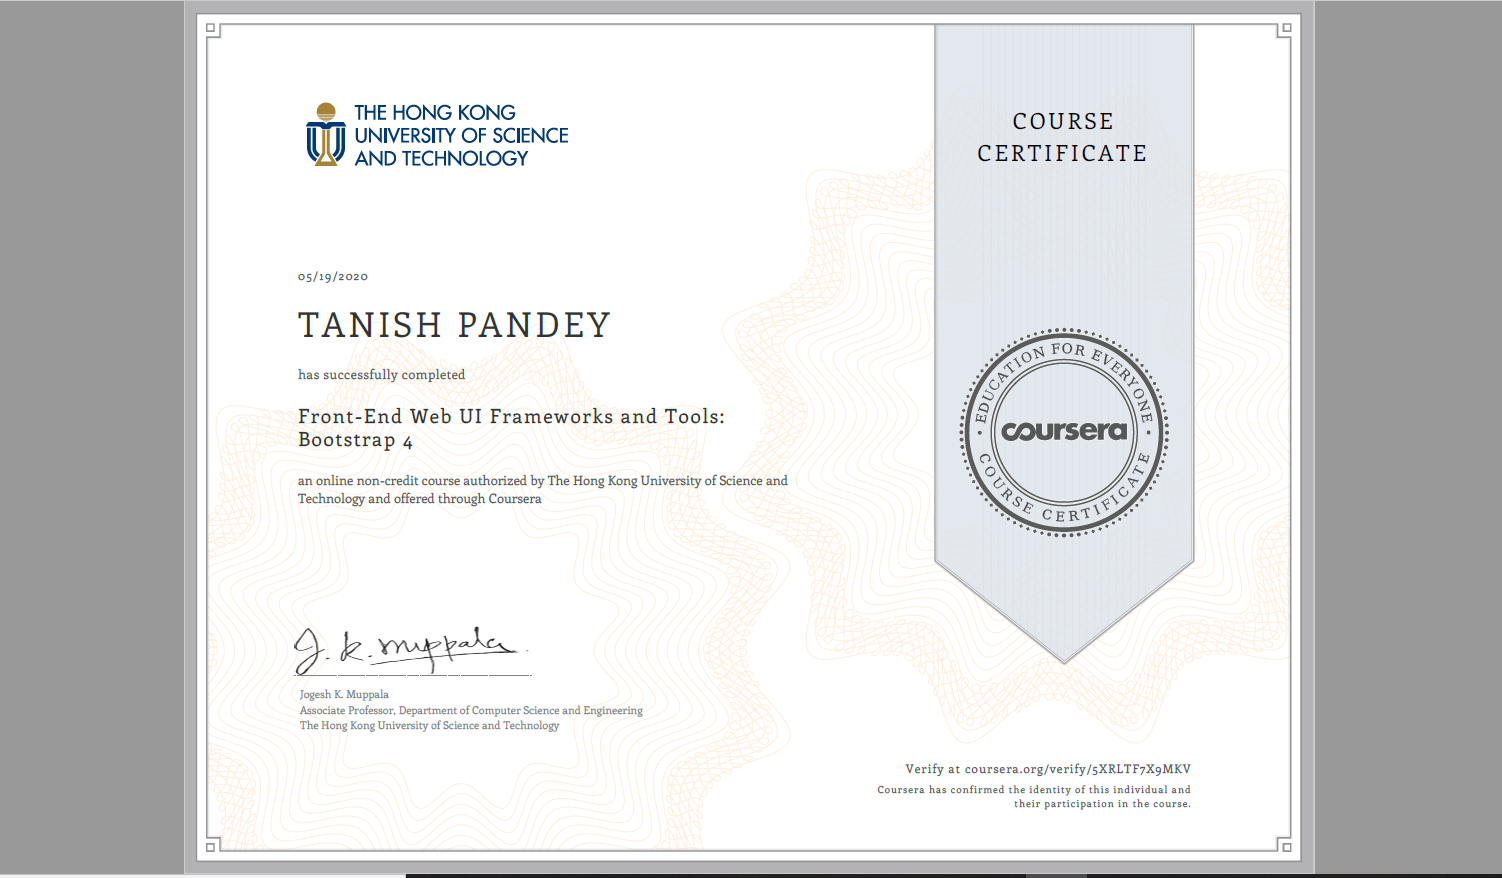 THE HONG KONG
UNIVERSITY OF SCIENCE
AND TECHNOLOGY
COURSE
CERTIFICATE
05/19/2020
TANISH PANDEY
has successfully completed
Front-End Web UI Frameworks and Tools:
Bootstrap 4
an online non-credit course authorized by The Hong Kong University of Science and
Technology and offered through Coursera
EDUCATION FOR EVERYONE
coursera
COURSE CERTIFICATE
J. K. Muppala
Jogesh K. Muppala
Associate Professor, Department of Computer Science and Engineering
The Hong Kong University of Science and Technology
Verify at coursera.org/verify/5XRLTF7X9MKV
Coursera has confirmed the identity of this individual and
their participation in the course.